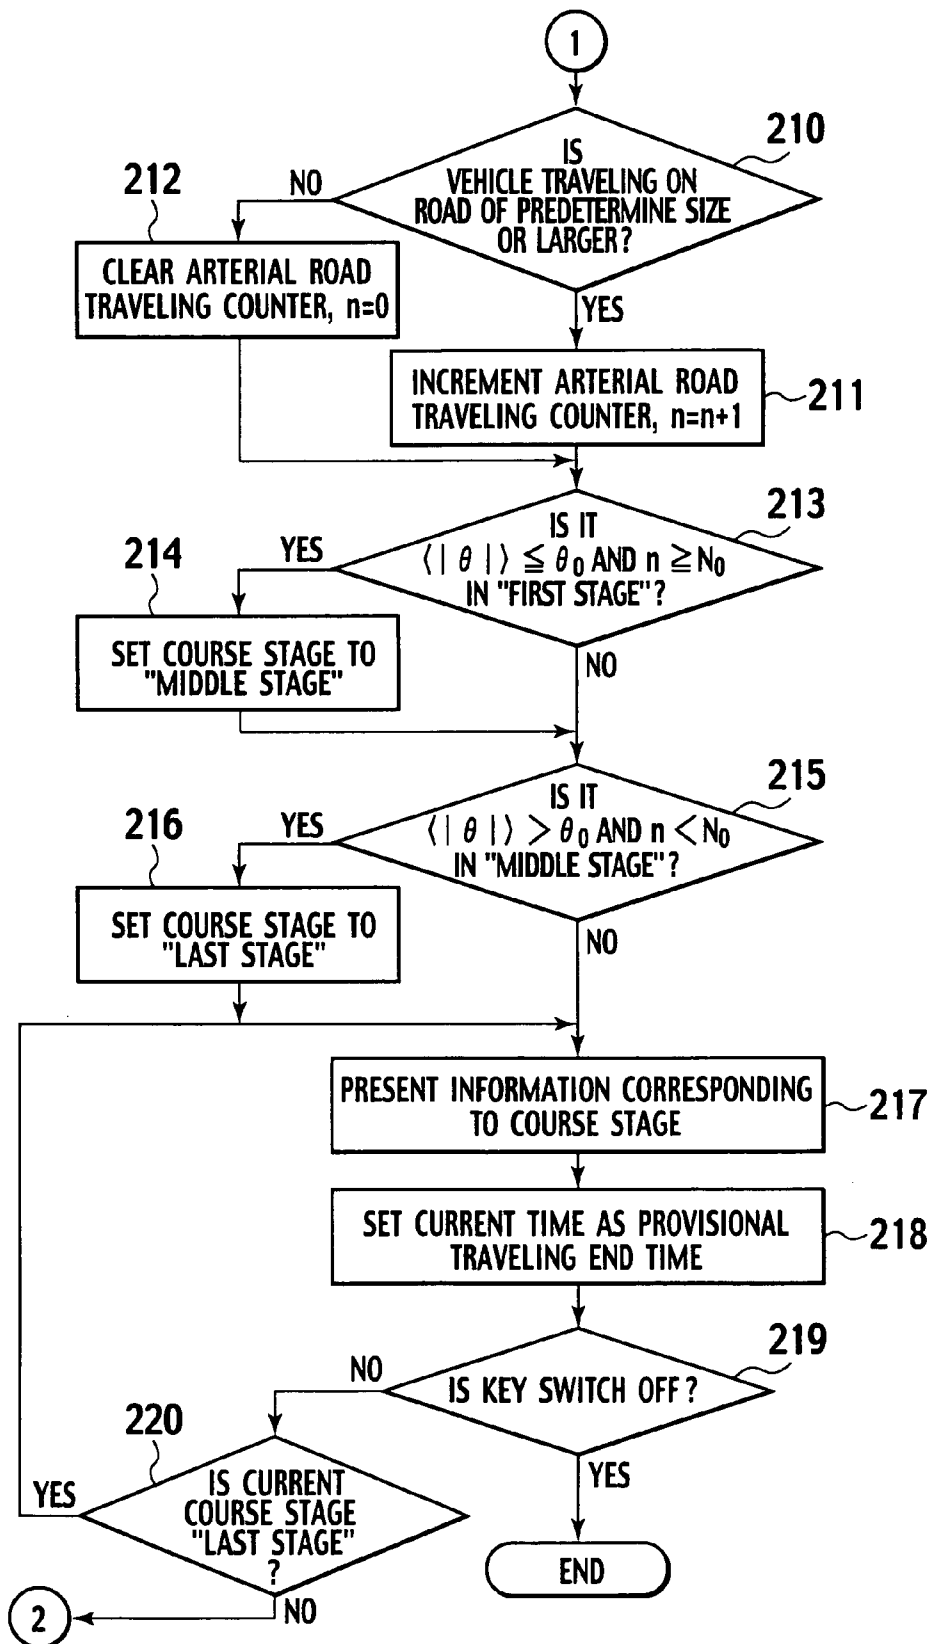 1
IS
VEHICLE TRAVELING ON
ROAD OF PREDETERMINE SIZE
OR LARGER?
210
NO
212
CLEAR ARTERIAL ROAD
TRAVELING COUNTER, n=0
YES
INCREMENT ARTERIAL ROAD
TRAVELING COUNTER, n=n+1
211
IS IT
⟨| θ |⟩ ≦ θ0 AND n ≧ N0
IN "FIRST STAGE"?
213
YES
214
SET COURSE STAGE TO
"MIDDLE STAGE"
NO
IS IT
⟨| θ |⟩ > θ0 AND n < N0
IN "MIDDLE STAGE"?
215
YES
216
SET COURSE STAGE TO
"LAST STAGE"
NO
PRESENT INFORMATION CORRESPONDING
TO COURSE STAGE
217
SET CURRENT TIME AS PROVISIONAL
TRAVELING END TIME
218
IS KEY SWITCH OFF?
219
NO
220
IS CURRENT
COURSE STAGE
"LAST STAGE"
?
YES
YES
END
NO
2